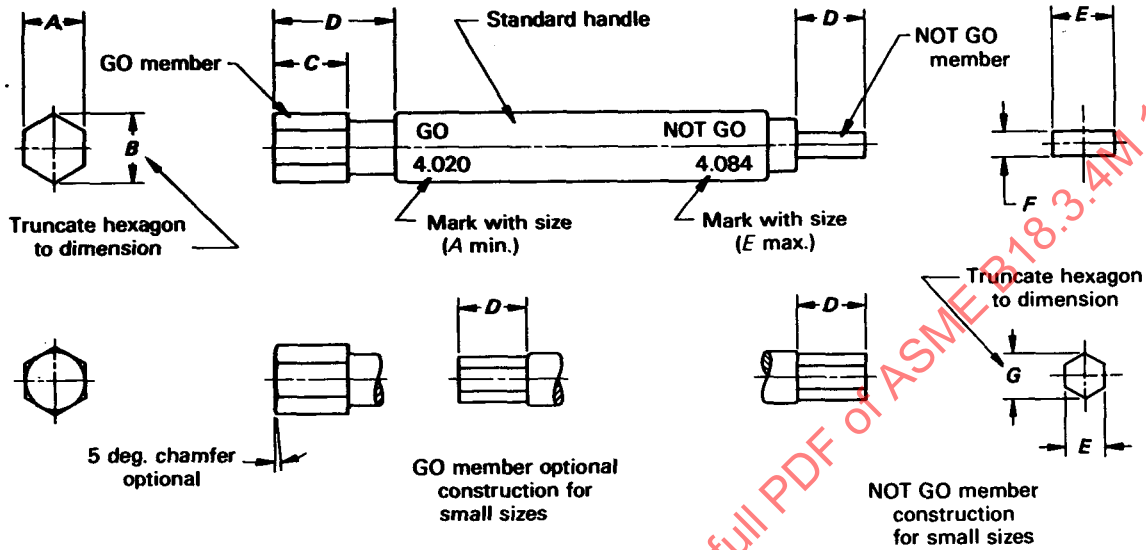 A
D
Standard handle
D
NOT GO
member
E
GO member
C
B
GO
4.020
NOT GO
4.084
F
Truncate hexagon
to dimension
Mark with size
(A min.)
Mark with size
(E max.)
Truncate hexagon
to dimension
D
D
G
E
5 deg. chamfer
optional
GO member optional
construction for
small sizes
NOT GO member
construction
for small sizes
full PDF of ASME B18.3.4M